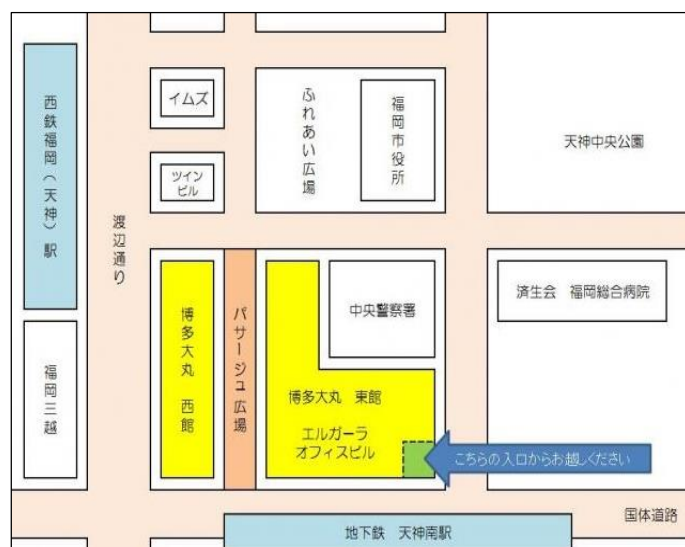 イムズ
ふれあい広場
福岡市役所
天神中央公園
西鉄福岡(天神)駅
ツイン
ビル
渡辺通り
済生会 福岡総合病院
中央警察署
博多大丸 西館
パサージュ広場
福岡三越
博多大丸 東館
エルガーラ
オフィスビル
こちらの入口からお越しください
国体道路
地下鉄 天神南駅